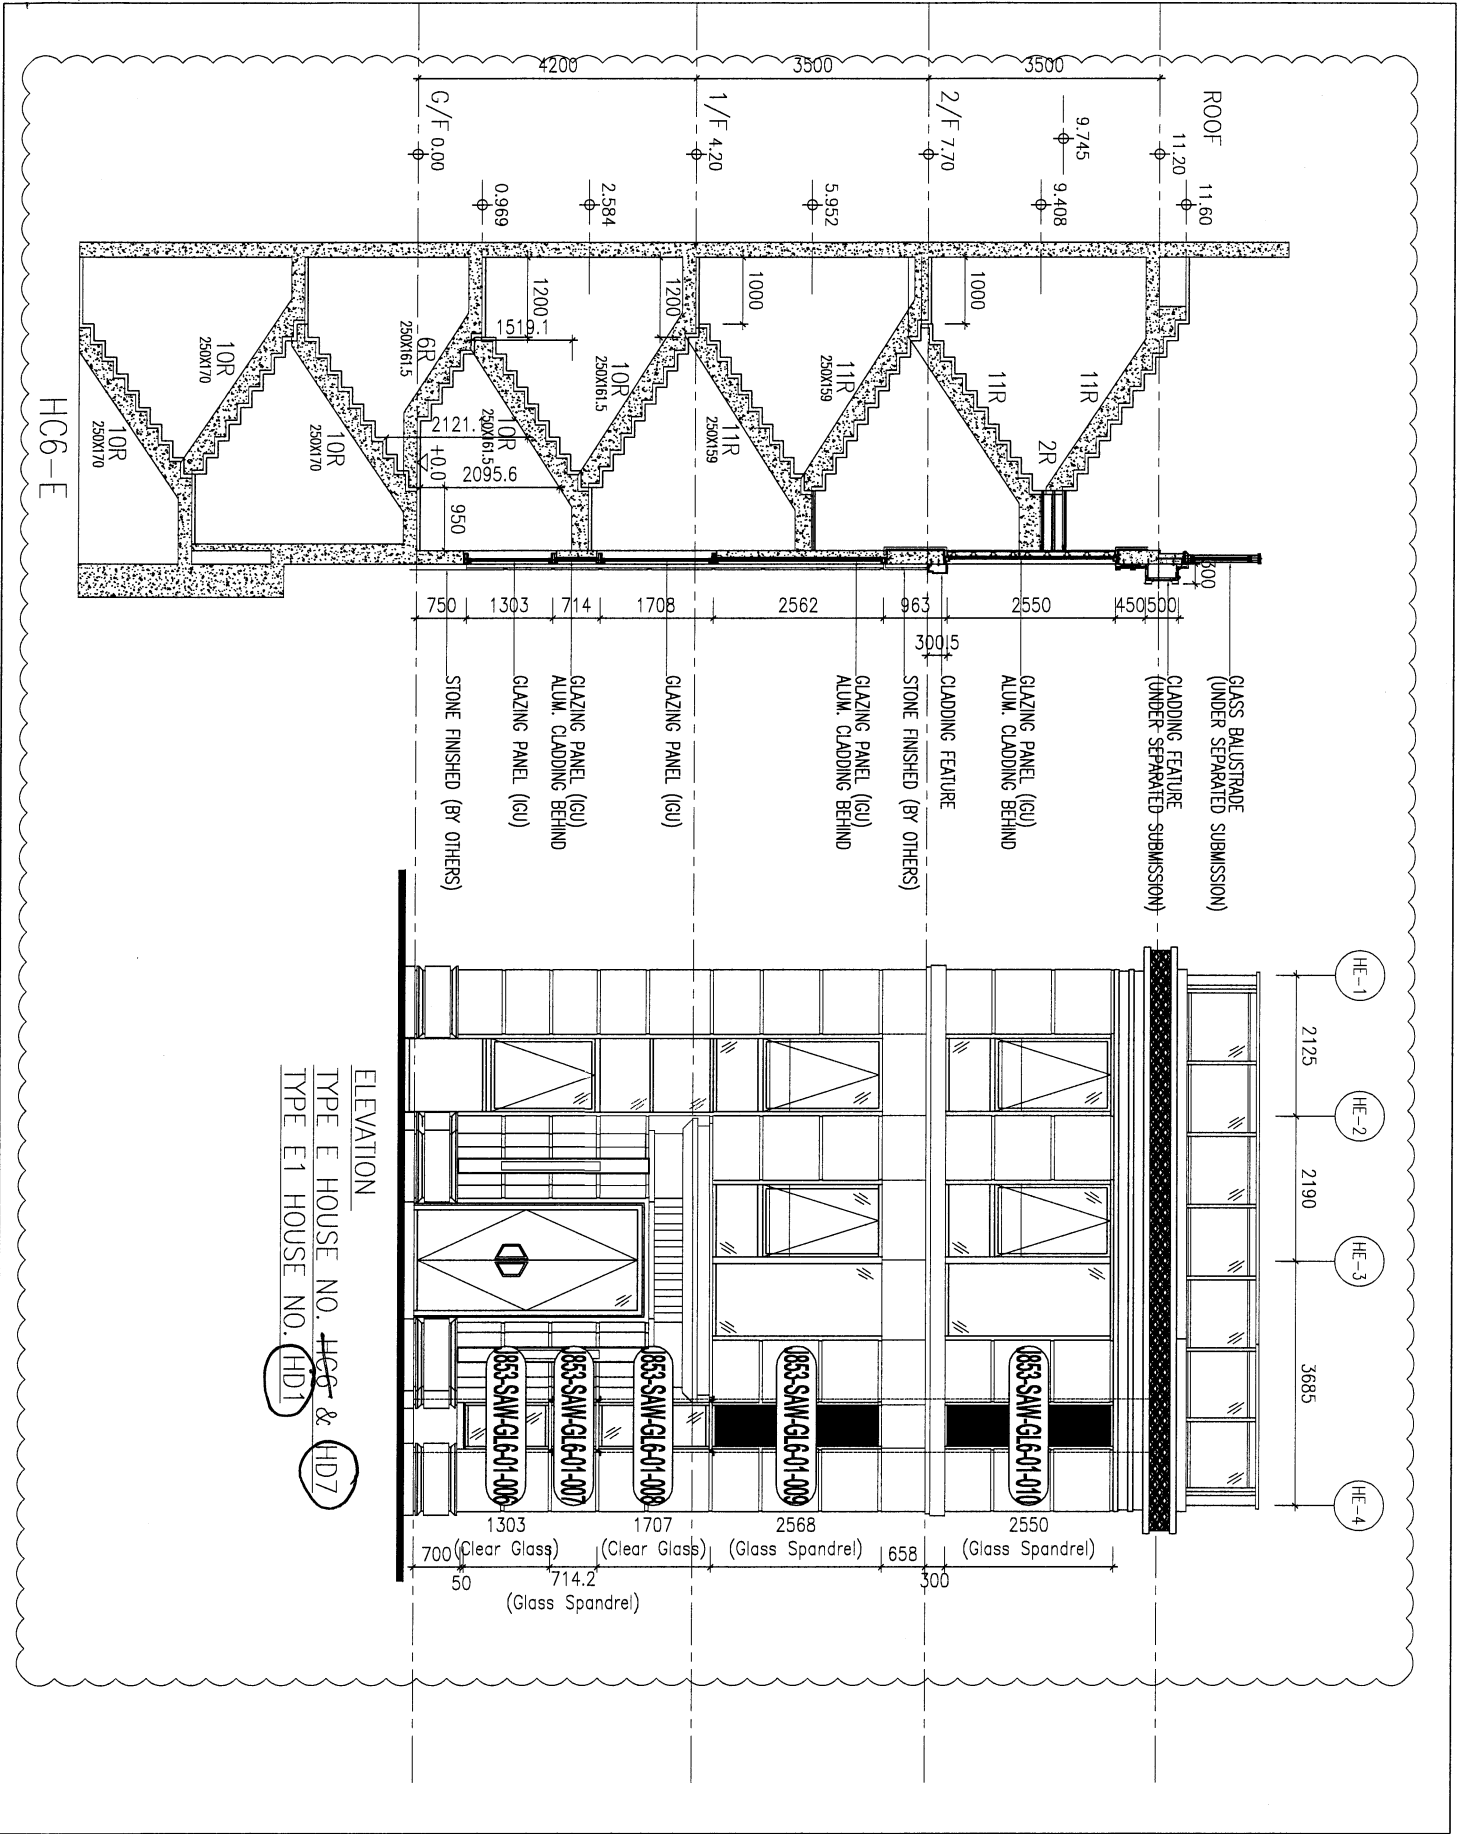 ROOF
11.20
11.60
9.745
9.408
2/F 7.70
5.952
1/F 4.20
2.584
0.969
G/F 0.00
3500
3500
4200
1000
1000
1200
1200
1519.1
11R
11R
2R
11R
250X159
11R
250X159
10R
250X161.5
10R
250X161.5
6R
250X161.5
10R
250X170
10R
250X170
10R
250X170
2121.
+0.0
2095.6
950
300
HC6-E
500
450
2550
300.5
963
2562
1708
714
1303
750
GLASS BALUSTRADE
(UNDER SEPARATED SUBMISSION)
CLADDING FEATURE
(UNDER SEPARATED SUBMISSION)
GLAZING PANEL (IGU)
ALUM. CLADDING BEHIND
CLADDING FEATURE
STONE FINISHED (BY OTHERS)
GLAZING PANEL (IGU)
ALUM. CLADDING BEHIND
GLAZING PANEL (IGU)
GLAZING PANEL (IGU)
ALUM. CLADDING BEHIND
GLAZING PANEL (IGU)
STONE FINISHED (BY OTHERS)
HE-1
HE-2
HE-3
HE-4
2125
2190
3685
J853-SAW-GL6-01-010
J853-SAW-GL6-01-009
J853-SAW-GL6-01-008
J853-SAW-GL6-01-007
J853-SAW-GL6-01-006
2550
(Glass Spandrel)
300
658
2568
(Glass Spandrel)
1707
(Clear Glass)
714.2
(Glass Spandrel)
1303
(Clear Glass)
50
700
ELEVATION
TYPE E HOUSE NO. HC6 & HD7
TYPE E1 HOUSE NO. HD1